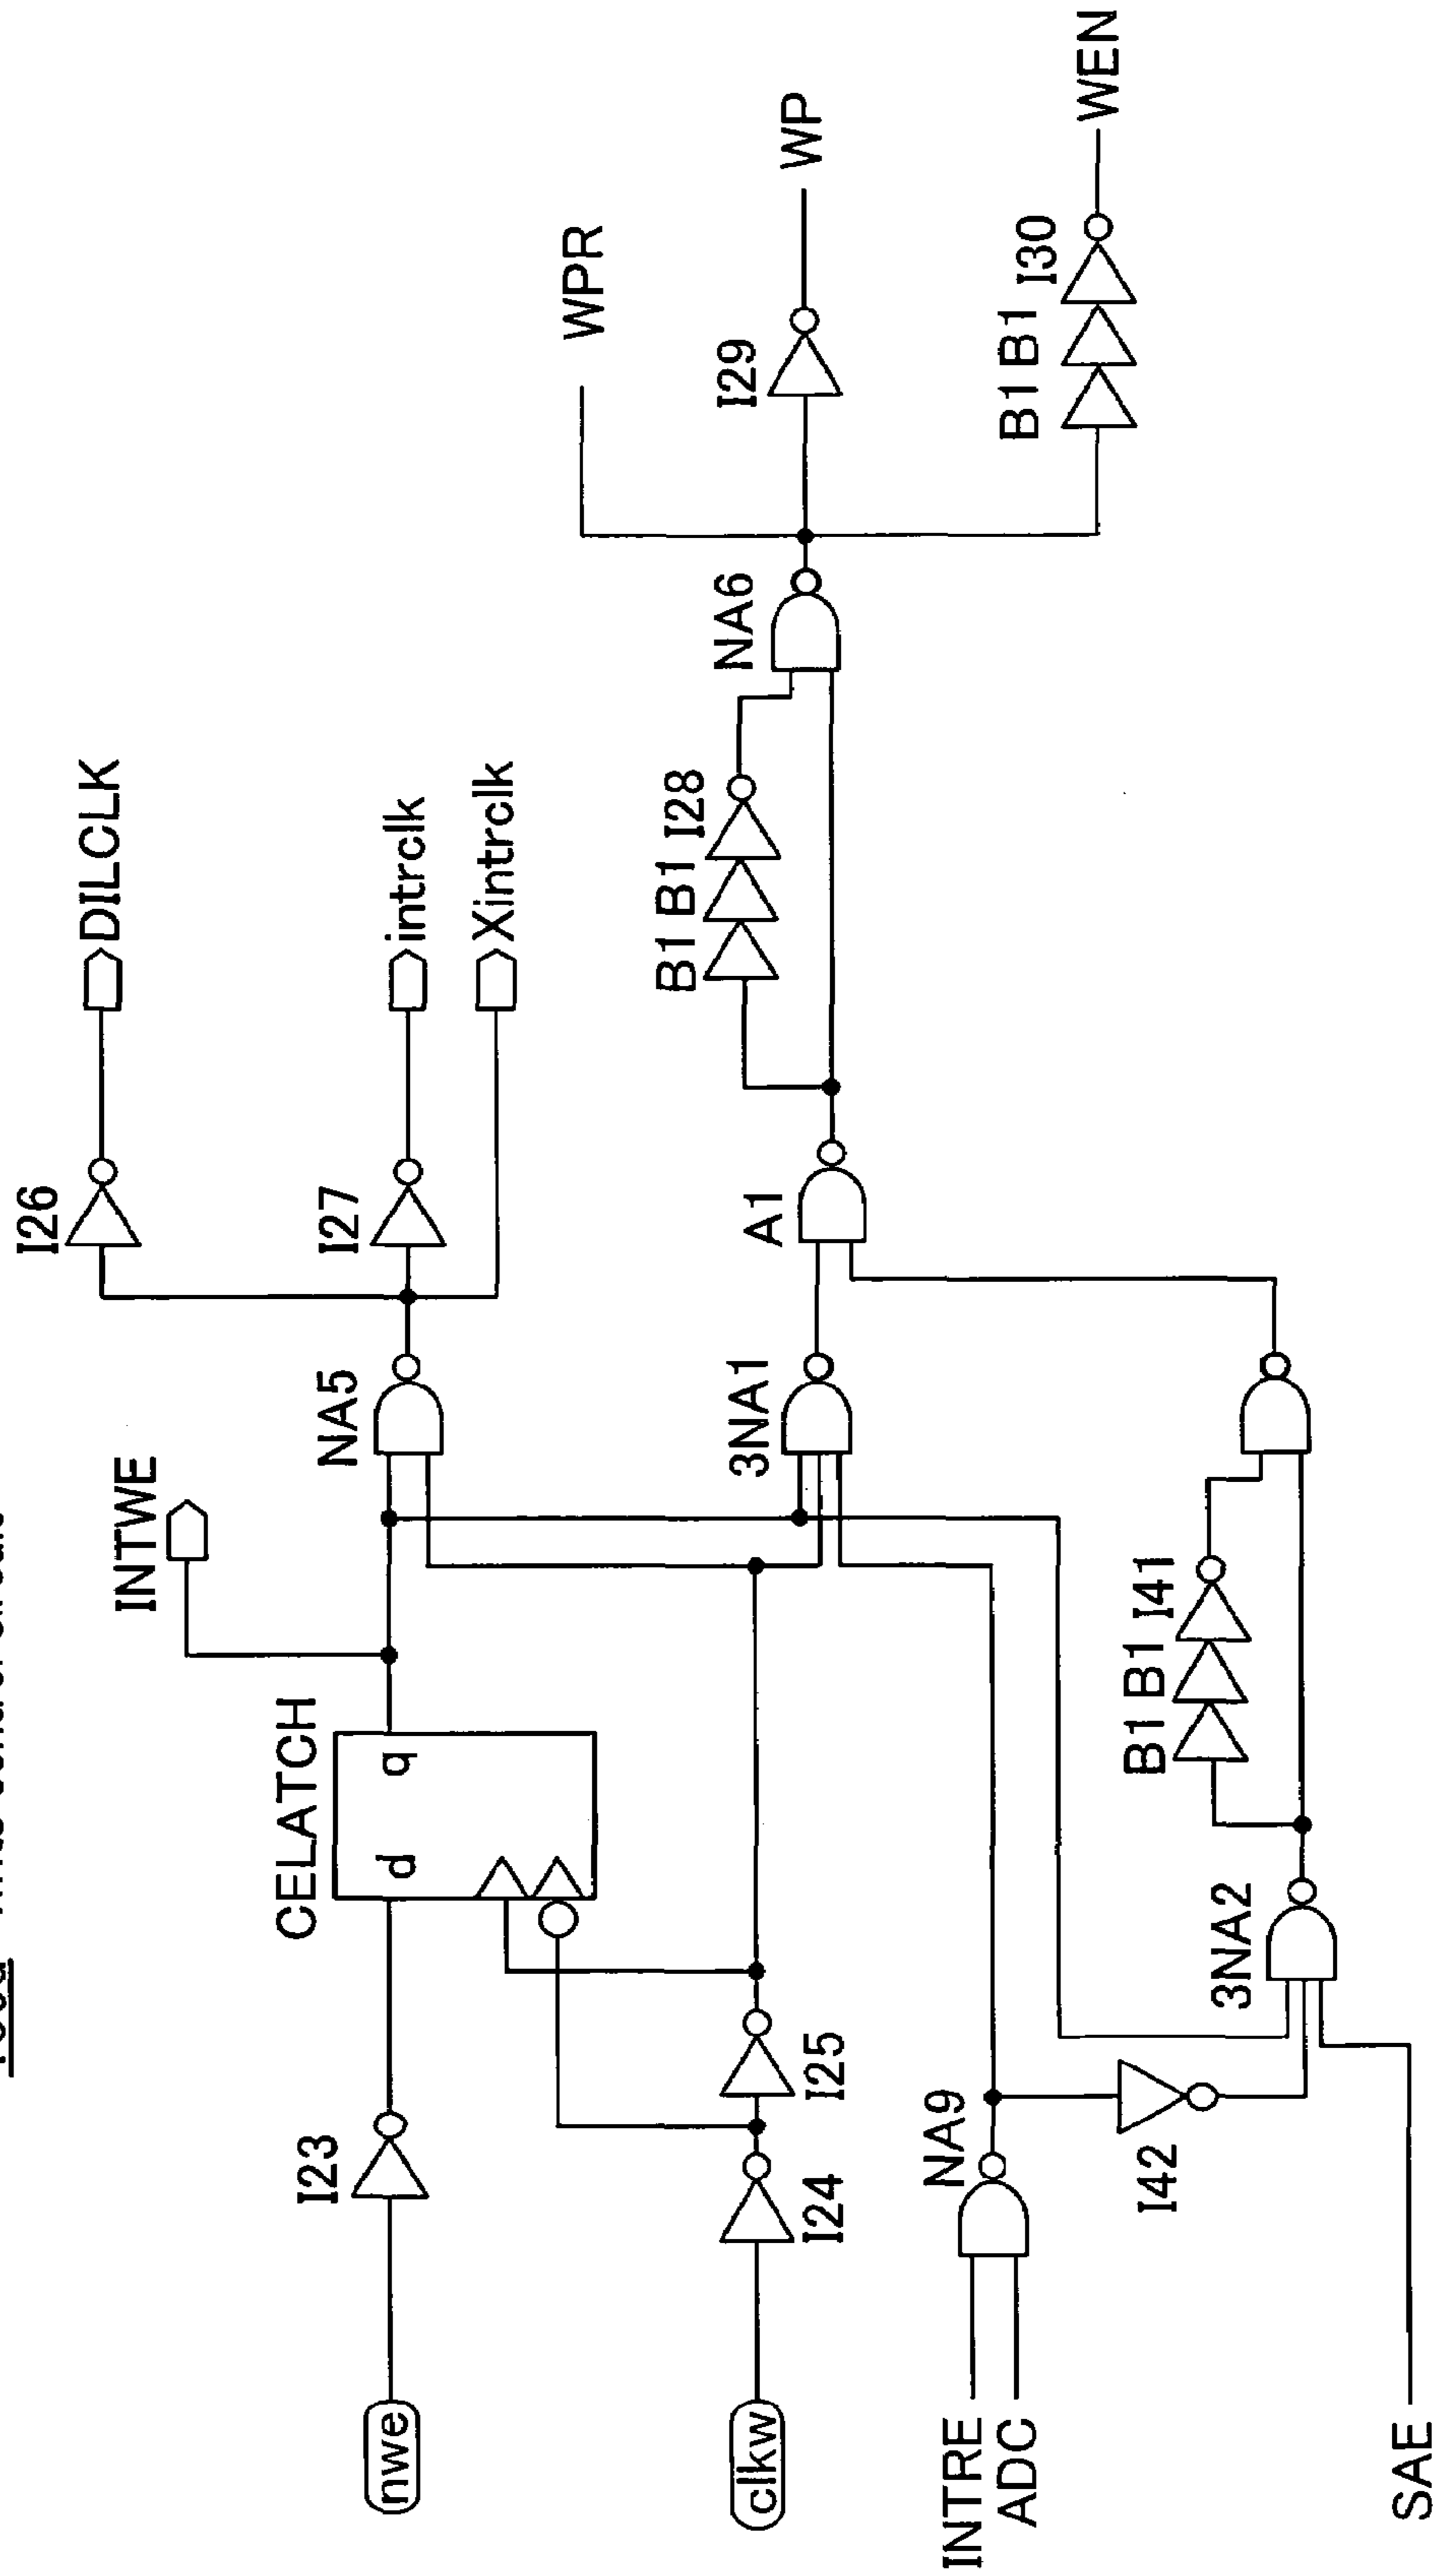 Write Control Circuit
INTWE
I26
DILCLK
I27
intrclk
Xintrclk
nwe
I23
CELATCH
d
q
NA5
clkw
I24
I25
3NA1
A1
B1 B1 I28
NA6
WPR
I29
WP
B1 B1 I30
WEN
INTRE
ADC
NA9
I42
3NA2
B1 B1 I41
SAE